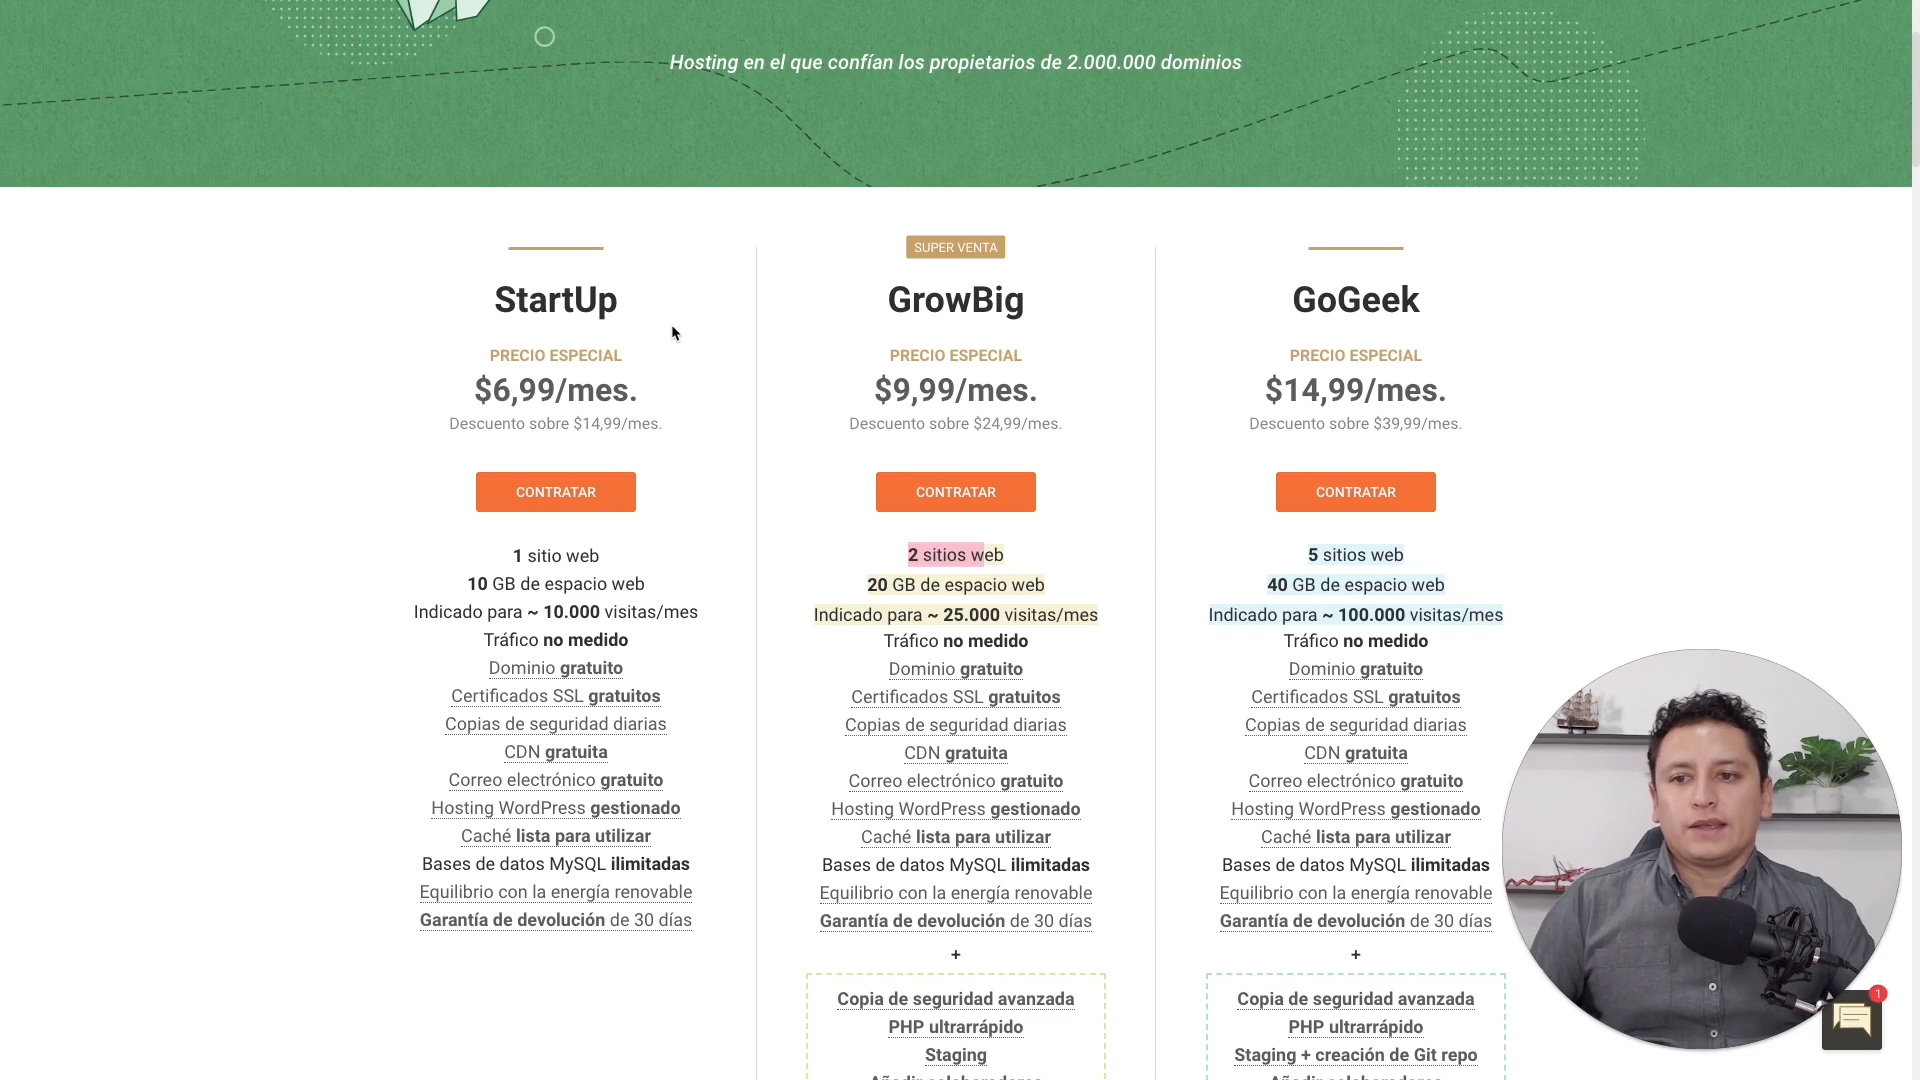 Hosting en el que confían los propietarios de 2.000.000 dominios
StartUp
PRECIO ESPECIAL
$6,99/mes.
Descuento sobre $14,99/mes.
CONTRATAR
1 sitio web
10 GB de espacio web
Indicado para ~ 10.000 visitas/mes
Tráfico no medido
Dominio gratuito
Certificados SSL gratuitos
Copias de seguridad diarias
CDN gratuita
Correo electrónico gratuito
Hosting WordPress gestionado
Caché lista para utilizar
Bases de datos MySQL ilimitadas
Equilibrio con la energía renovable
Garantía de devolución de 30 días
SUPER VENTA
GrowBig
PRECIO ESPECIAL
$9,99/mes.
Descuento sobre $24,99/mes.
CONTRATAR
2 sitios web
20 GB de espacio web
Indicado para ~ 25.000 visitas/mes
Tráfico no medido
Dominio gratuito
Certificados SSL gratuitos
Copias de seguridad diarias
CDN gratuita
Correo electrónico gratuito
Hosting WordPress gestionado
Caché lista para utilizar
Bases de datos MySQL ilimitadas
Equilibrio con la energía renovable
Garantía de devolución de 30 días
+
Copia de seguridad avanzada
PHP ultrarrápido
Staging
Añadir colaboradores
GoGeek
PRECIO ESPECIAL
$14,99/mes.
Descuento sobre $39,99/mes.
CONTRATAR
5 sitios web
40 GB de espacio web
Indicado para ~ 100.000 visitas/mes
Tráfico no medido
Dominio gratuito
Certificados SSL gratuitos
Copias de seguridad diarias
CDN gratuita
Correo electrónico gratuito
Hosting WordPress gestionado
Caché lista para utilizar
Bases de datos MySQL ilimitadas
Equilibrio con la energía renovable
Garantía de devolución de 30 días
+
Copia de seguridad avanzada
PHP ultrarrápido
Staging + creación de Git repo
Añadir colaboradores
1